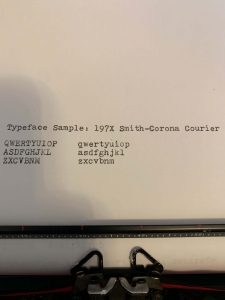 Typeface Sample: 197X Smith-Corona Courier
QWERTYUIOP qwertyuiop
ASDFGHJKL asdfghjkl
ZXCVBNM zxcvbnm